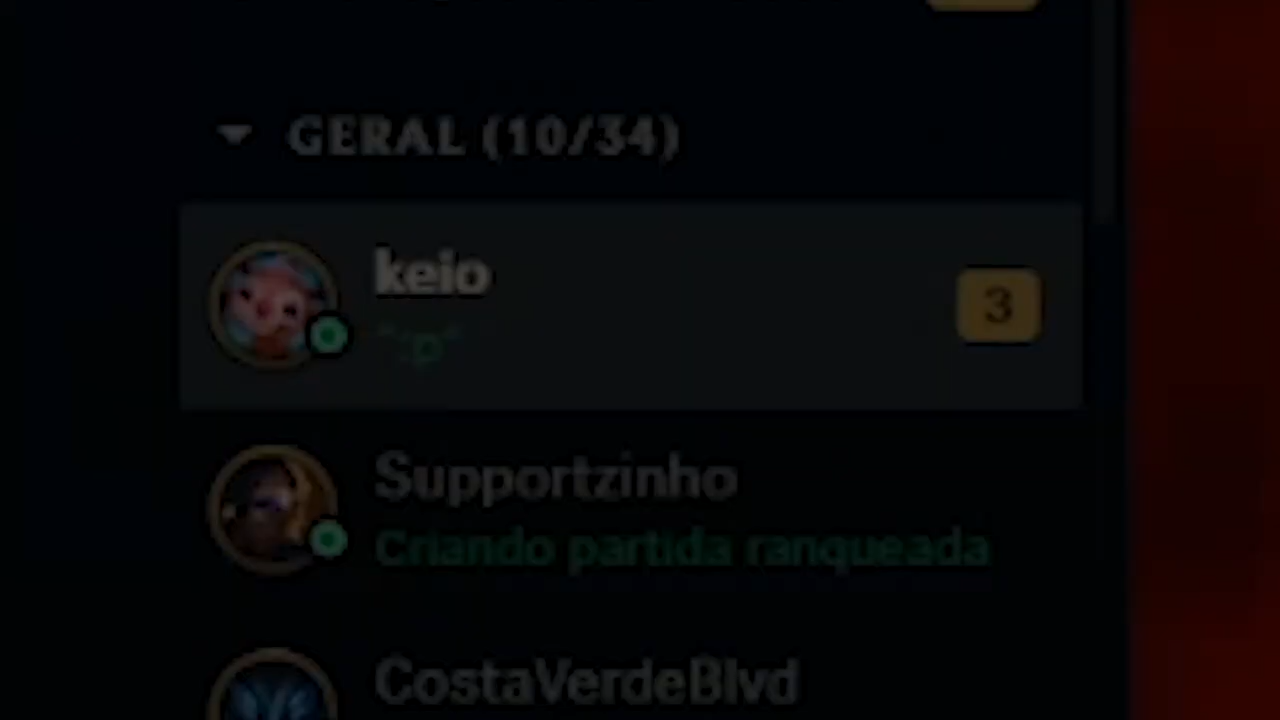 GERAL (10/34)
keio
3
":p"
Supportzinho
Criando partida ranqueada
CostaVerdeBlvd